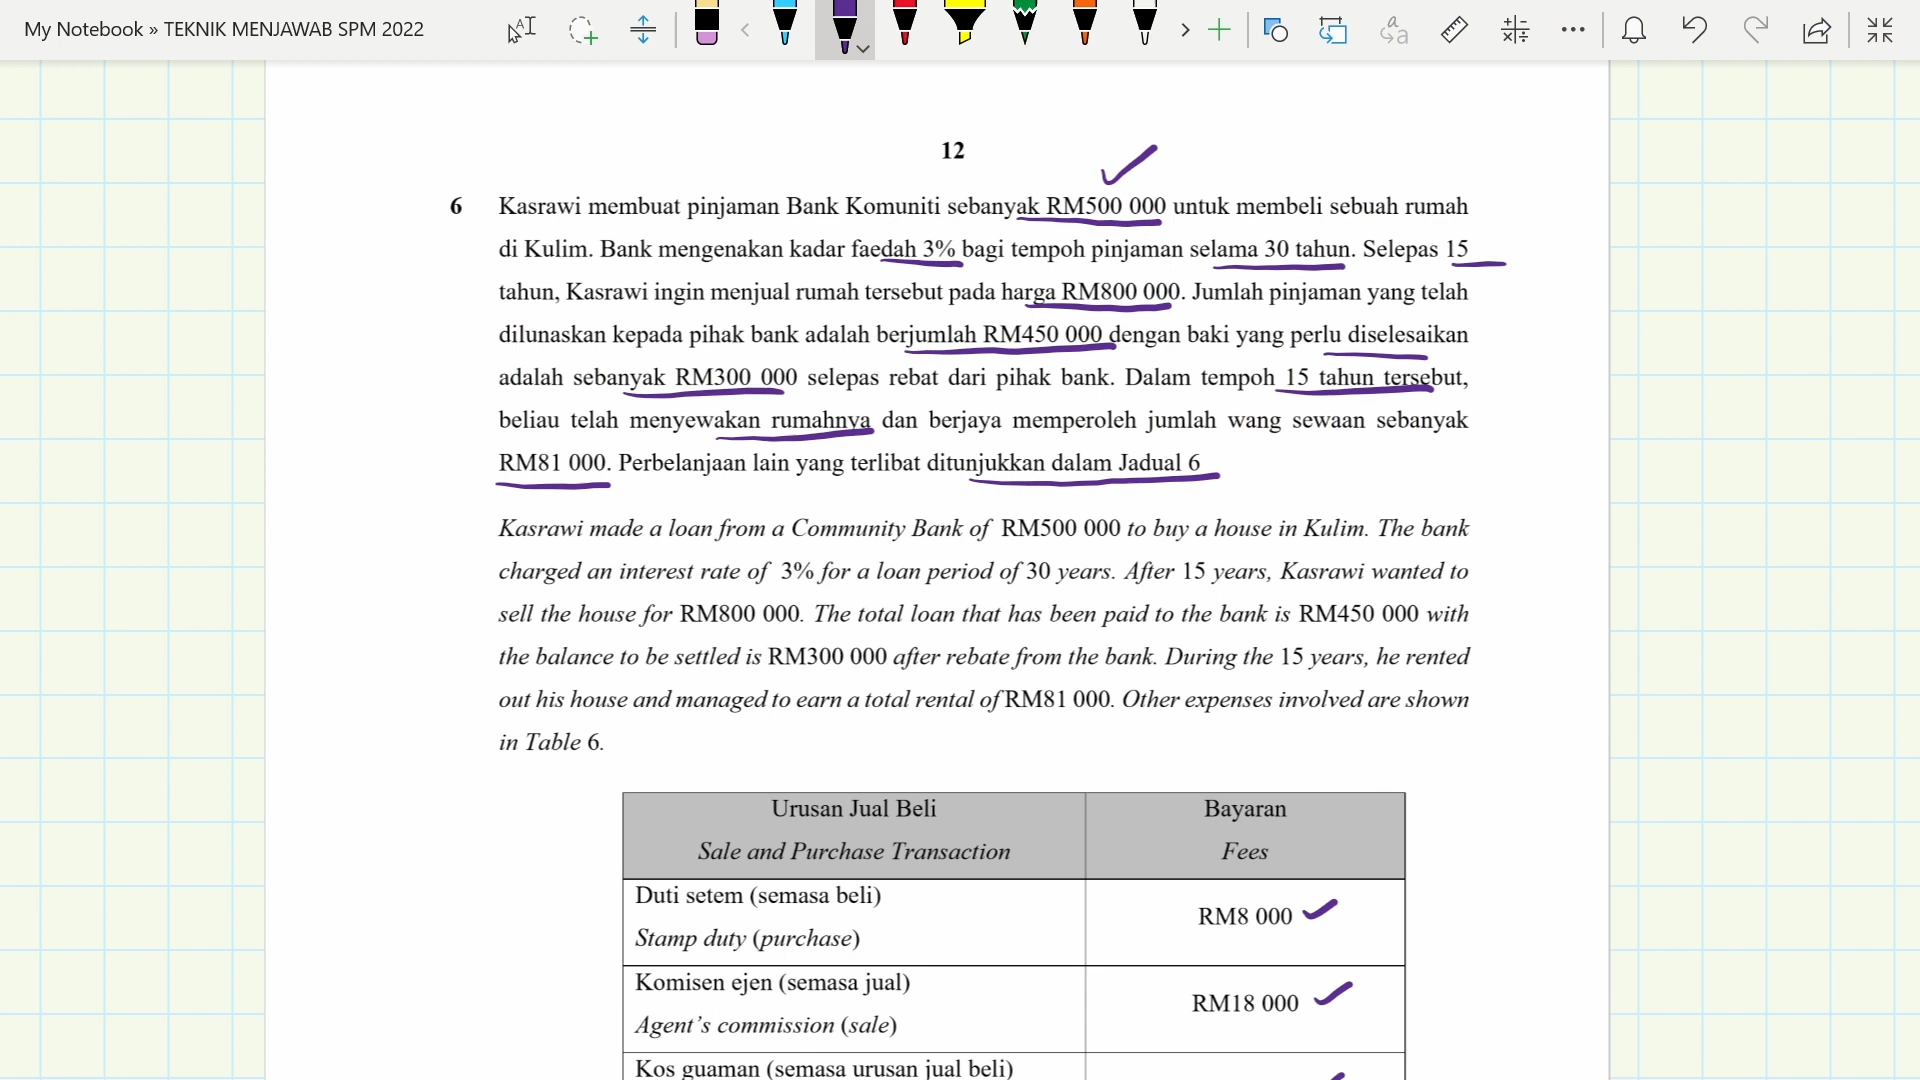 My Notebook » TEKNIK MENJAWAB SPM 2022
12
6 Kasrawi membuat pinjaman Bank Komuniti sebanyak RM500 000 untuk membeli sebuah rumah
di Kulim. Bank mengenakan kadar faedah 3% bagi tempoh pinjaman selama 30 tahun. Selepas 15
tahun, Kasrawi ingin menjual rumah tersebut pada harga RM800 000. Jumlah pinjaman yang telah
dilunaskan kepada pihak bank adalah berjumlah RM450 000 dengan baki yang perlu diselesaikan
adalah sebanyak RM300 000 selepas rebat dari pihak bank. Dalam tempoh 15 tahun tersebut,
beliau telah menyewakan rumahnya dan berjaya memperoleh jumlah wang sewaan sebanyak
RM81 000. Perbelanjaan lain yang terlibat ditunjukkan dalam Jadual 6
Kasrawi made a loan from a Community Bank of RM500 000 to buy a house in Kulim. The bank
charged an interest rate of 3% for a loan period of 30 years. After 15 years, Kasrawi wanted to
sell the house for RM800 000. The total loan that has been paid to the bank is RM450 000 with
the balance to be settled is RM300 000 after rebate from the bank. During the 15 years, he rented
out his house and managed to earn a total rental of RM81 000. Other expenses involved are shown
in Table 6.
Urusan Jual Beli
Sale and Purchase Transaction
Bayaran
Fees
Duti setem (semasa beli)
Stamp duty (purchase)
RM8 000
Komisen ejen (semasa jual)
Agent's commission (sale)
RM18 000
Kos guaman (semasa urusan jual beli)